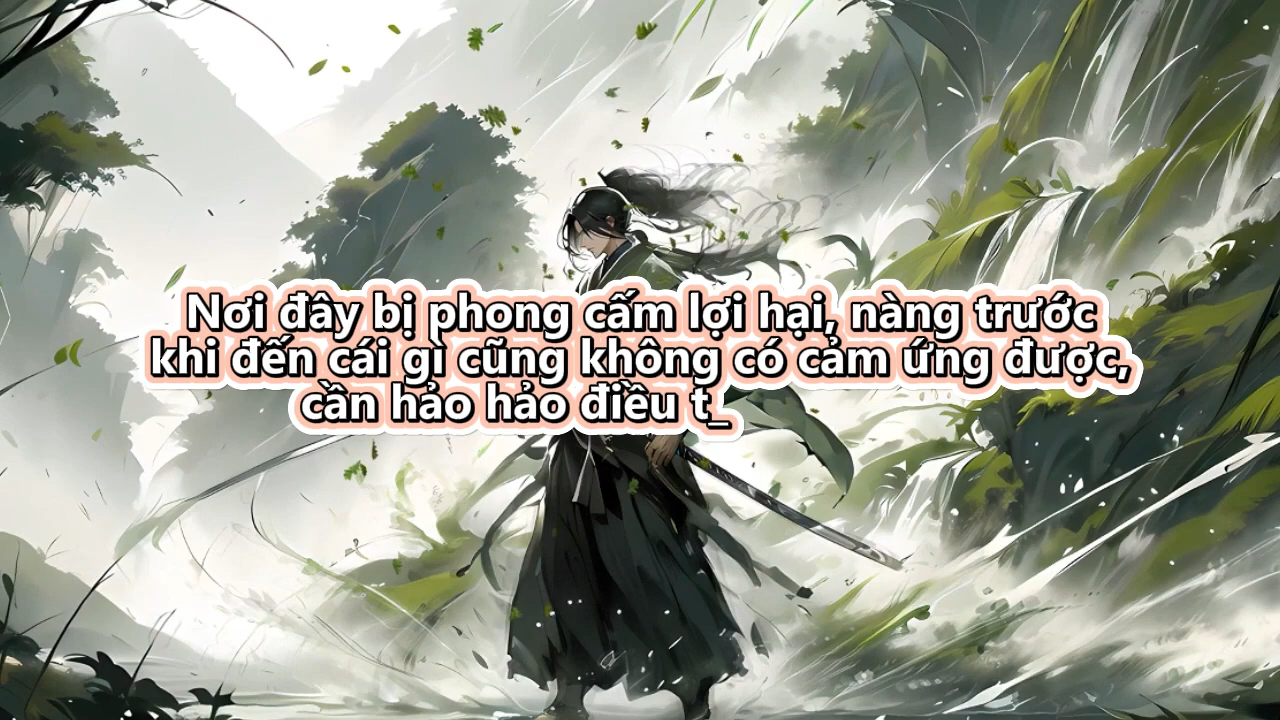 Nơi đây bị phong cấm lợi hại, nàng trước
khi đến cái gì cũng không có cảm ứng được,
cần hảo hảo điều t_